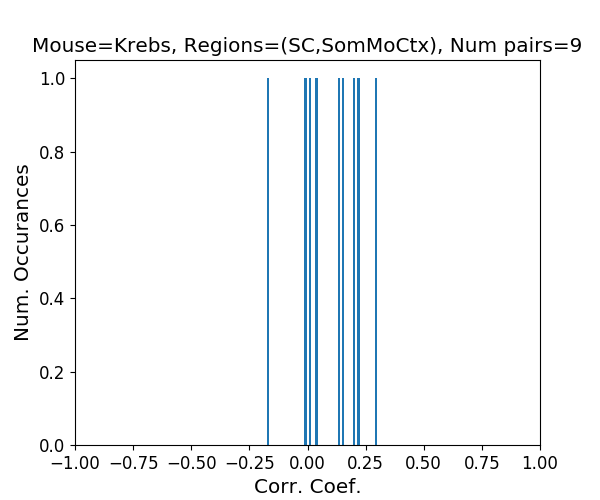 Mouse=Krebs, Regions=(SC,SomMoCtx), Num pairs=9
1.0
0.8
0.6
0.4
0.2
0.0
Num. Occurances
−1.00 −0.75 −0.50 −0.25 0.00 0.25 0.50 0.75 1.00
Corr. Coef.